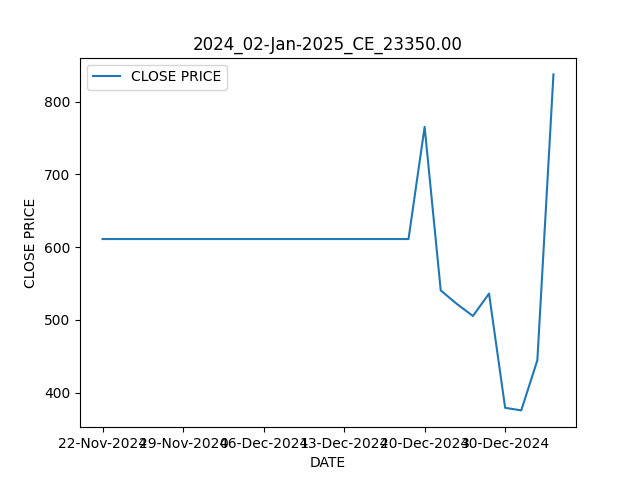 2024_02-Jan-2025_CE_23350.00
CLOSE PRICE
800
700
600
500
400
CLOSE PRICE
22-Nov-2024 29-Nov-2024 06-Dec-2024 13-Dec-2024 20-Dec-2024 30-Dec-2024
DATE